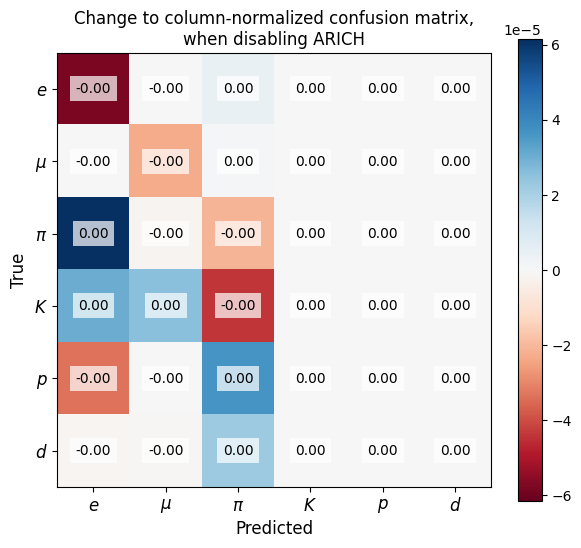 Change to column-normalized confusion matrix,
when disabling ARICH
1e−5
e -0.00 -0.00 0.00 0.00 0.00 0.00
μ -0.00 -0.00 0.00 0.00 0.00 0.00
π 0.00 -0.00 -0.00 0.00 0.00 0.00
K 0.00 0.00 -0.00 0.00 0.00 0.00
p -0.00 -0.00 0.00 0.00 0.00 0.00
d -0.00 -0.00 0.00 0.00 0.00 0.00
e μ π K p d
True
Predicted
6
4
2
0
−2
−4
−6